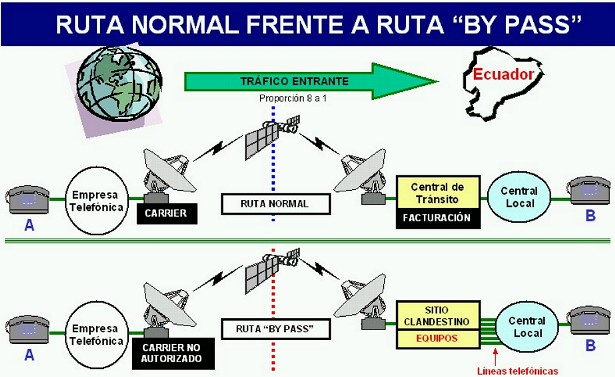 RUTA NORMAL FRENTE A RUTA “BY PASS”
TRÁFICO ENTRANTE
Proporción 8 a 1
Ecuador
A
Empresa
Telefónica
CARRIER
RUTA NORMAL
Central de
Tránsito
FACTURACIÓN
Central
Local
B
A
Empresa
Telefónica
CARRIER NO
AUTORIZADO
RUTA “BY PASS”
SITIO
CLANDESTINO
EQUIPOS
Central
Local
B
Líneas telefónicas